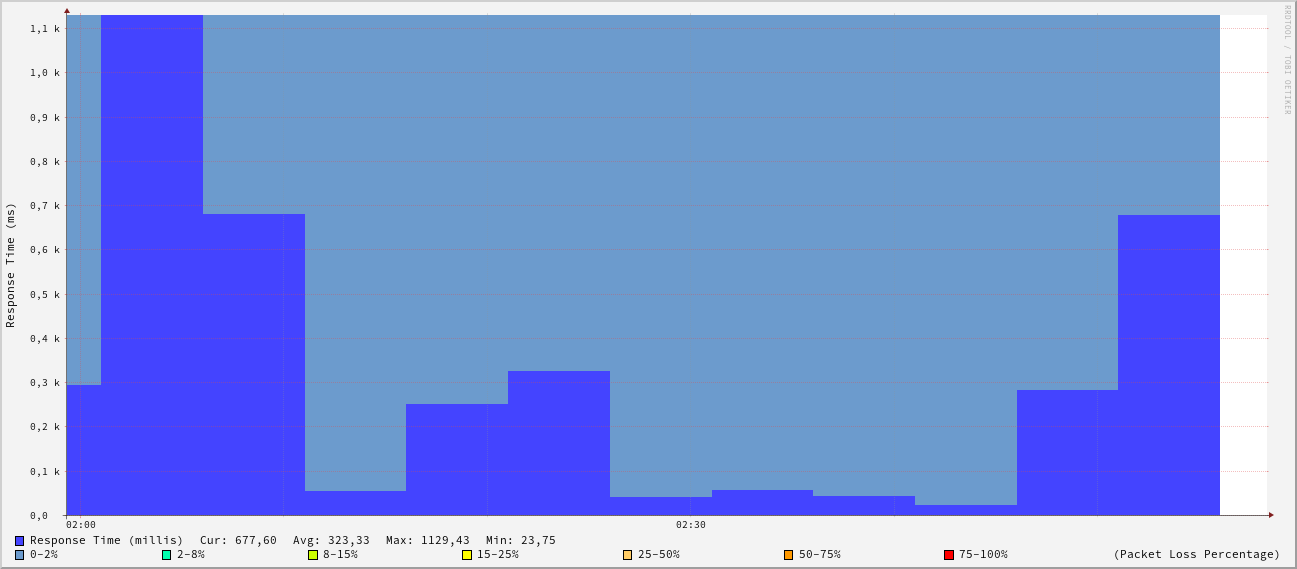 RRDTOOL / TOBI OETIKER
Response Time (ms)
1,1 k
1,0 k
0,9 k
0,8 k
0,7 k
0,6 k
0,5 k
0,4 k
0,3 k
0,2 k
0,1 k
0,0
02:00 02:30
Response Time (millis) Cur: 677,60 Avg: 323,33 Max: 1129,43 Min: 23,75
0-2% 2-8% 8-15% 15-25% 25-50% 50-75% 75-100% (Packet Loss Percentage)